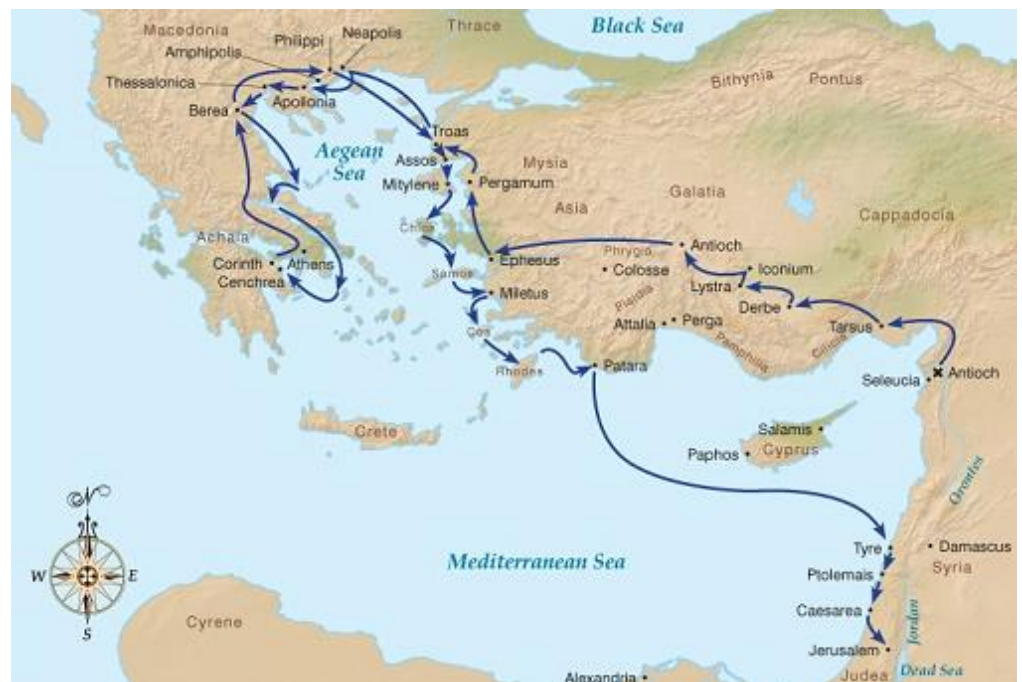 Macedonia
Philippi
Neapolis
Thrace
Black Sea
Amphipolis
Thessalonica
Apollonia
Berea
Bithynia
Pontus
Troas
Aegean
Sea
Assos
Mitylene
Mysia
Pergamum
Asia
Galatia
Cappadocia
Chios
Achaia
Corinth
Athens
Cenchrea
Samos
Ephesus
Phrygia
Antioch
Colosse
Iconium
Lystra
Derbe
Miletus
Pisidia
Attalia
Perga
Pamphilia
Cilicia
Tarsus
Cos
Rhodes
Patara
Seleucia
Antioch
Crete
Salamis
Paphos
Cyprus
Orontes
N
W
E
S
Mediterranean Sea
Tyre
Damascus
Syria
Ptolemais
Caesarea
Jordan
Cyrene
Jerusalem
Alexandria
Judea
Dead Sea